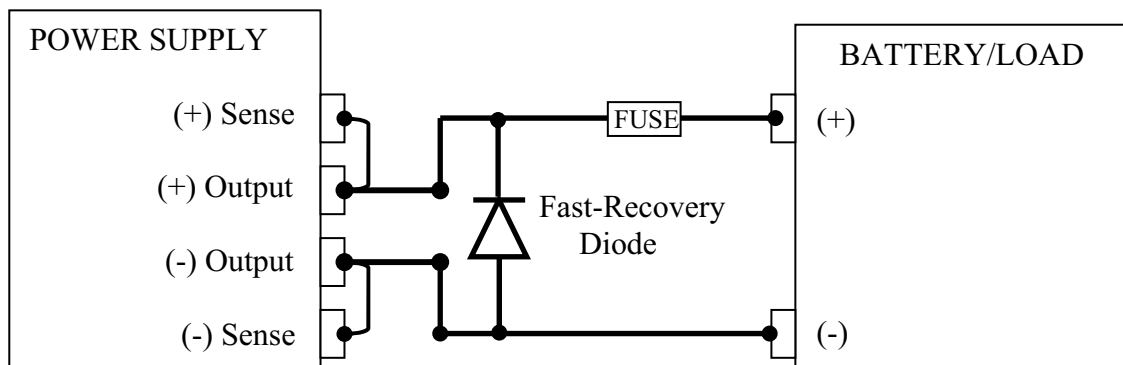 POWER SUPPLY
BATTERY/LOAD
(+) Sense
FUSE
(+)
(+) Output
Fast-Recovery
Diode
(-) Output
(-) Sense
(-)